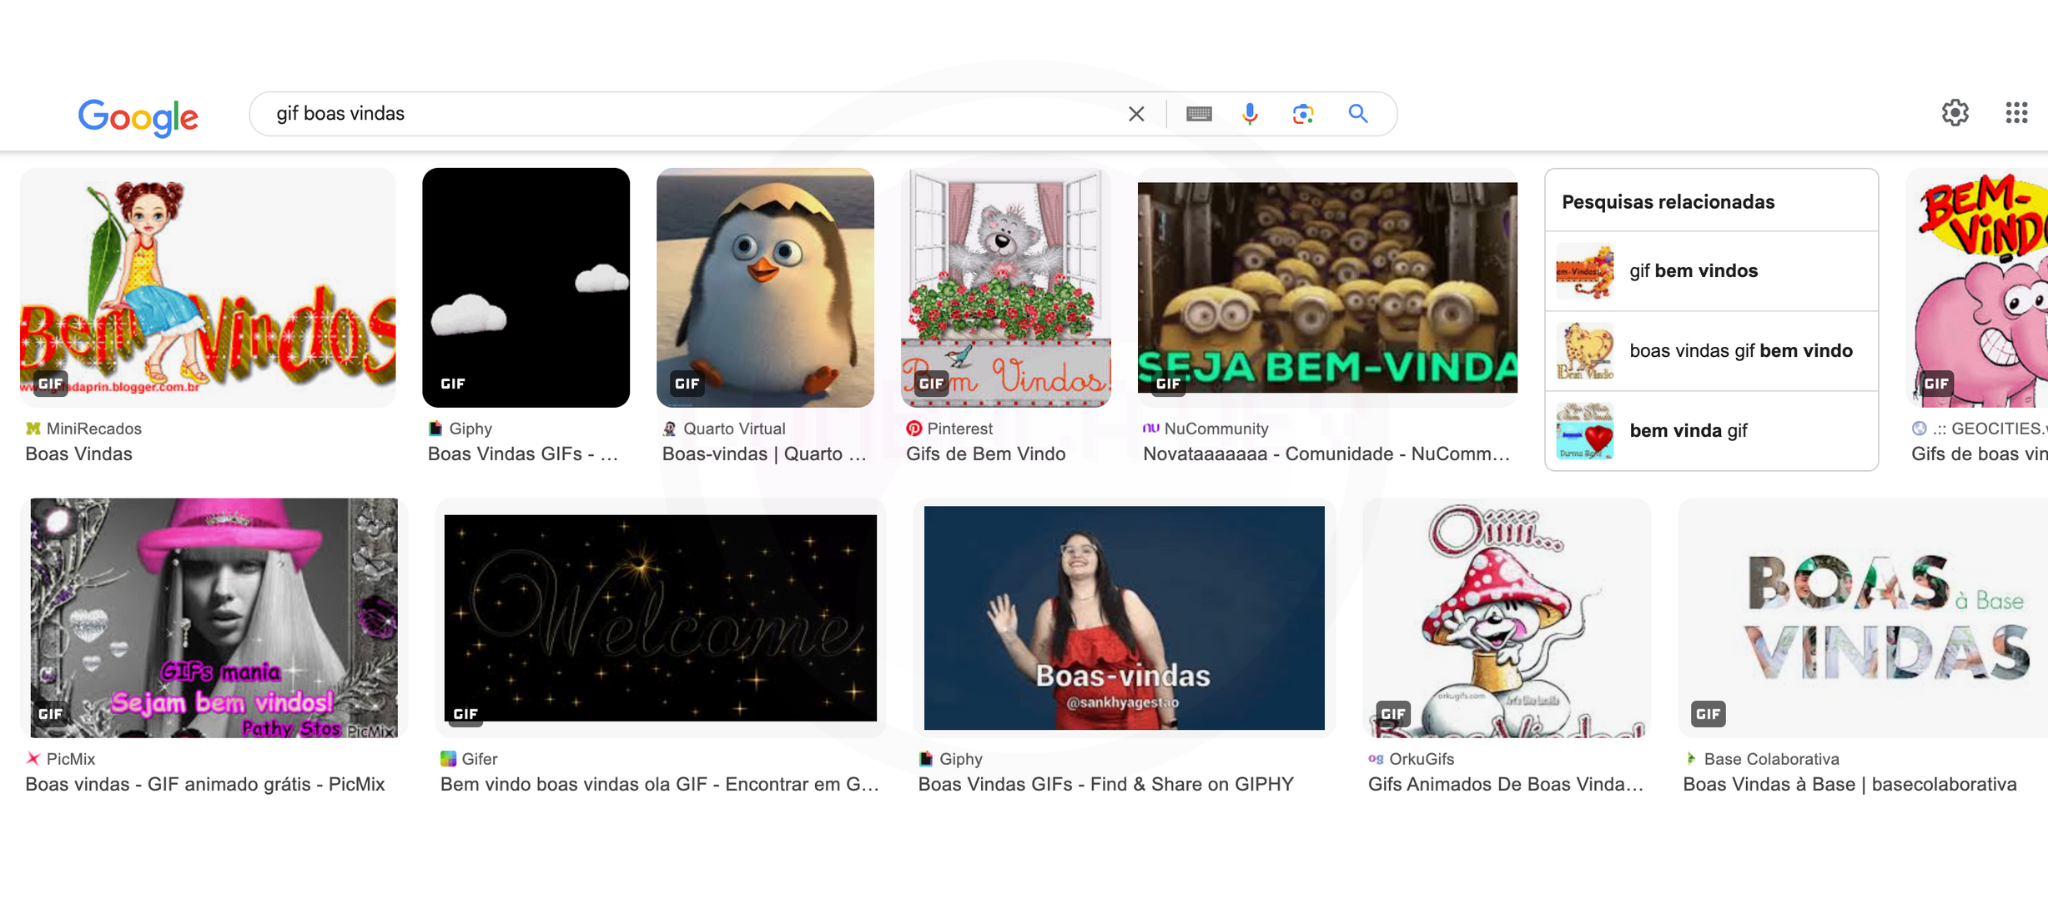 Google
gif boas vindas
Bem Vindos
GIF
GIF
GIF
Bem Vindos!
GIF
SEJA BEM-VINDA
GIF
Pesquisas relacionadas
gif bem vindos
boas vindas gif bem vindo
bem vinda gif
BEM-
VINDO
GIF
MiniRecados
Boas Vindas
Giphy
Boas Vindas GIFs - ...
Quarto Virtual
Boas-vindas | Quarto ...
Pinterest
Gifs de Bem Vindo
NuCommunity
Novataaaaaaa - Comunidade - NuComm...
.:: GEOCITIES.
Gifs de boas vin
GIFs mania
Sejam bem vindos!
Pathy Stos PicMix
GIF
Welcome
GIF
Boas-vindas
@sankhyagestao
Oiiii...
orkugifs.com
GIF
BOAS à Base
VINDAS
GIF
PicMix
Boas vindas - GIF animado grátis - PicMix
Gifer
Bem vindo boas vindas ola GIF - Encontrar em G...
Giphy
Boas Vindas GIFs - Find & Share on GIPHY
OrkuGifs
Gifs Animados De Boas Vinda...
Base Colaborativa
Boas Vindas à Base | basecolaborativa